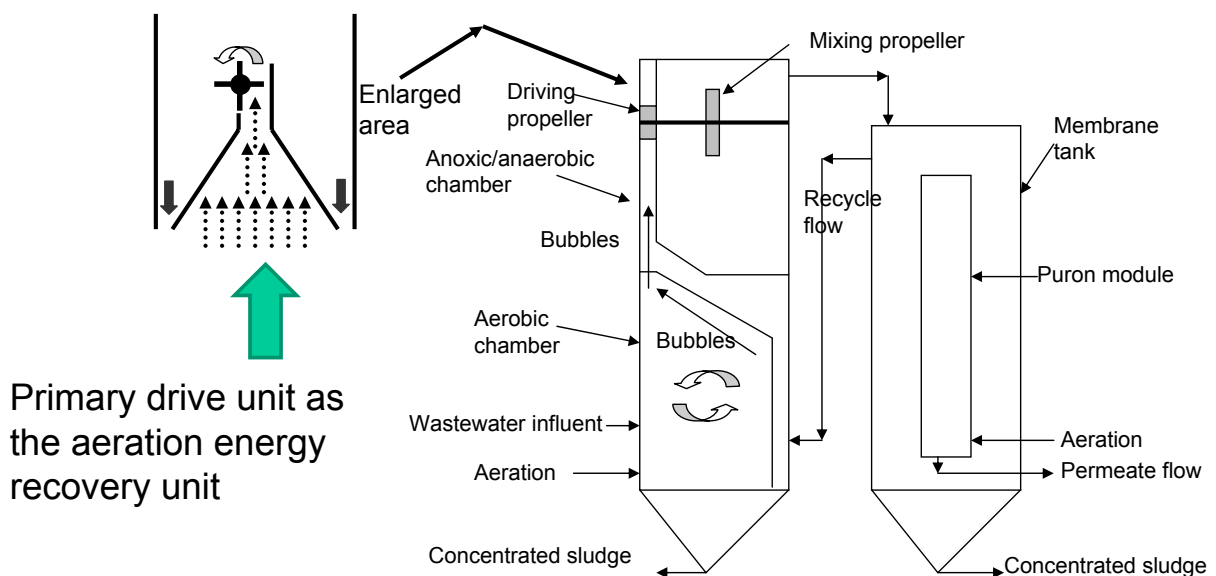 Enlarged
area
Primary drive unit as
the aeration energy
recovery unit
Mixing propeller
Driving
propeller
Anoxic/anaerobic
chamber
Bubbles
Aerobic
chamber
Bubbles
Wastewater influent
Aeration
Concentrated sludge
Recycle
flow
Membrane
tank
Puron module
Aeration
Permeate flow
Concentrated sludge